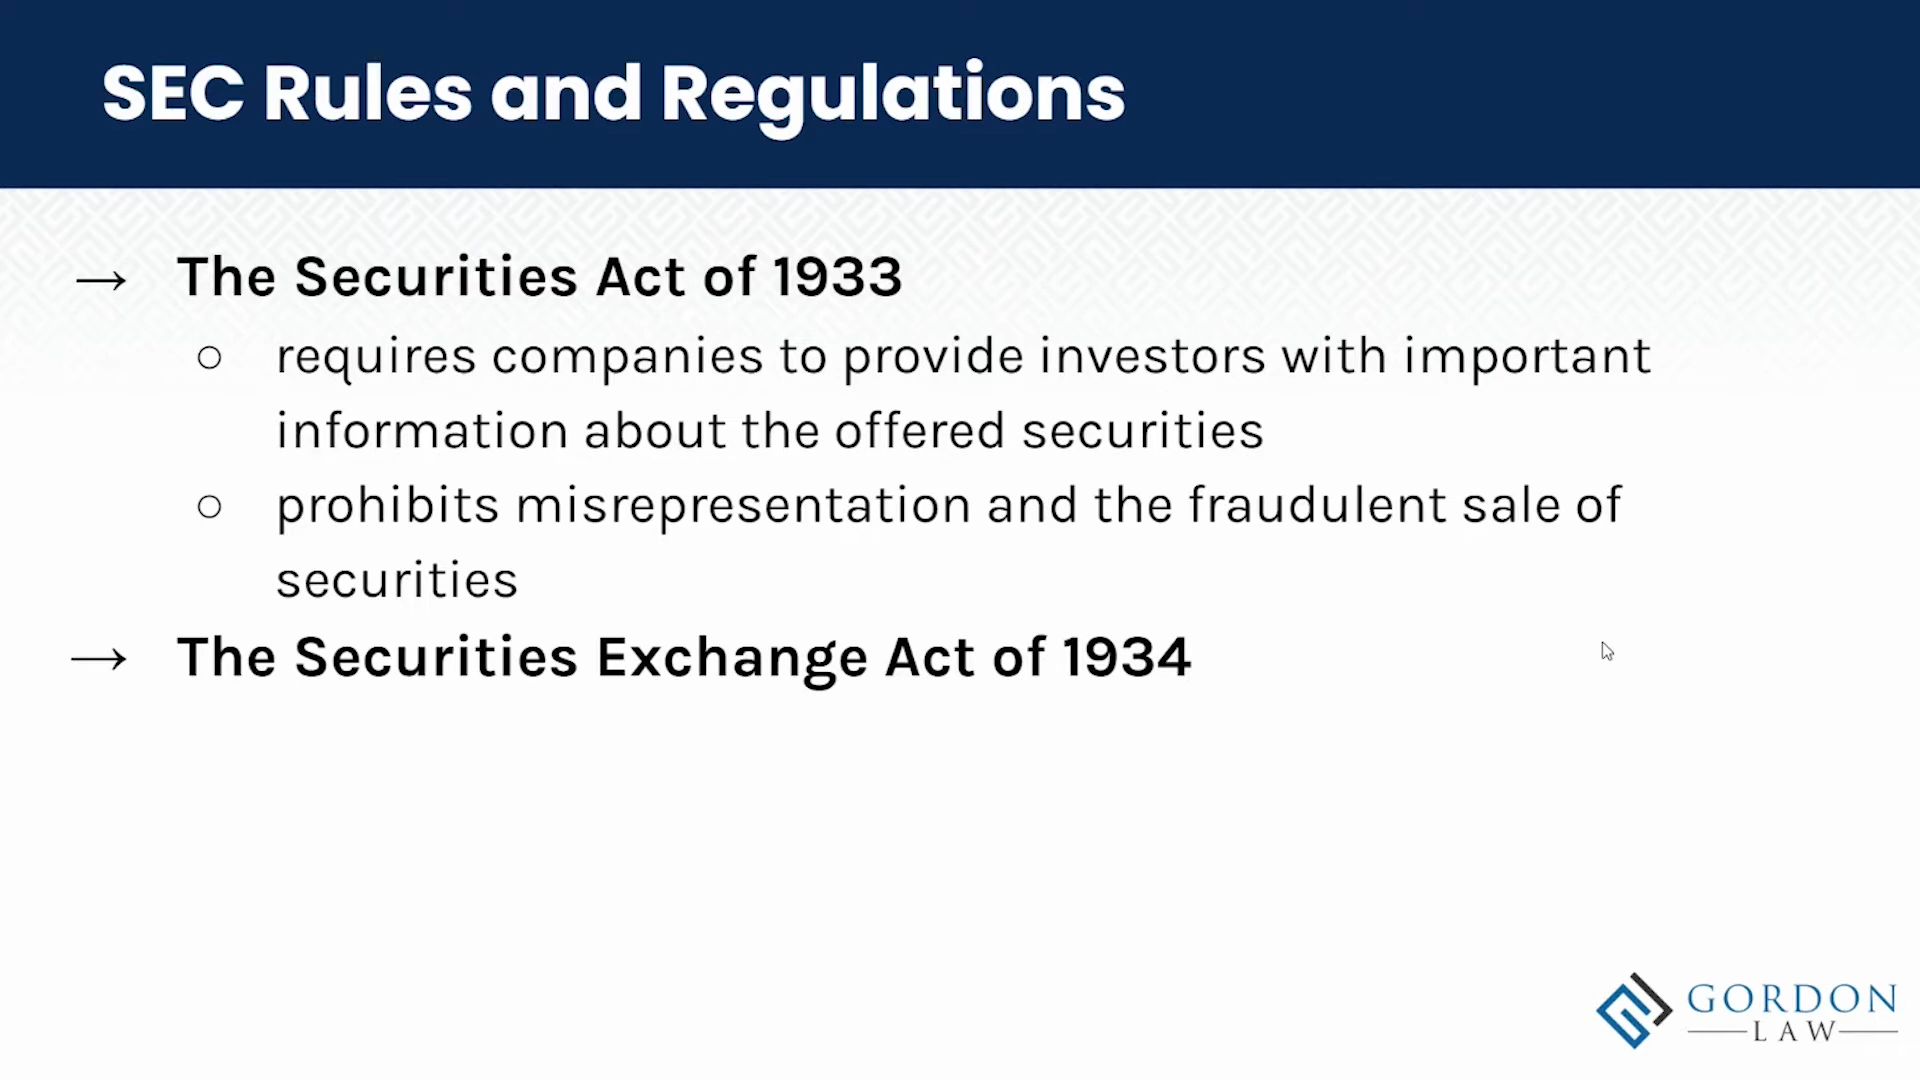 SEC Rules and Regulations
→ The Securities Act of 1933
○ requires companies to provide investors with important
information about the offered securities
○ prohibits misrepresentation and the fraudulent sale of
securities
→ The Securities Exchange Act of 1934
GORDON
LAW